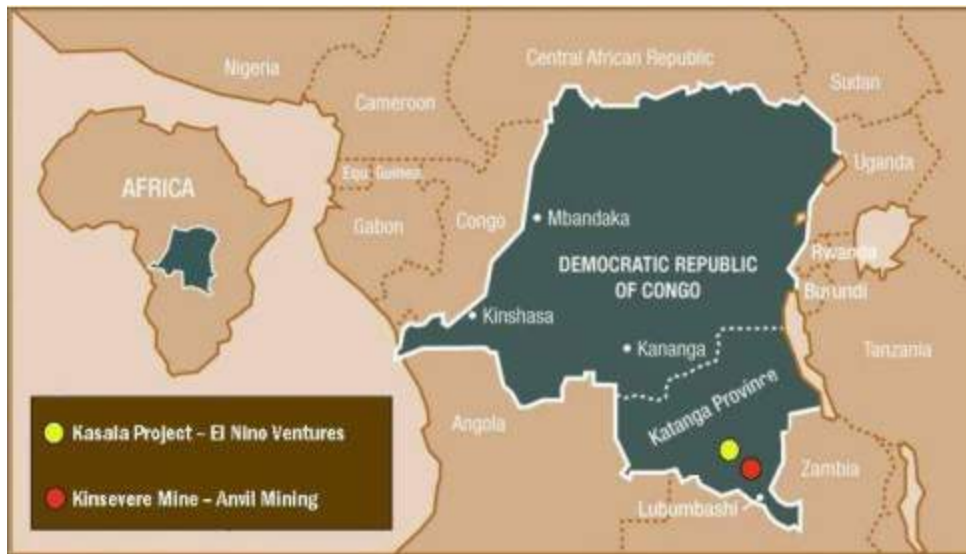 Nigeria
Central African Republic
Sudan
Cameroon
Uganda
Equ. Guinea.
AFRICA
Gabon
Congo
Mbandaka
Rwanda
DEMOCRATIC REPUBLIC
OF CONGO
Burundi
Kinshasa
Kananga
Tanzania
Katanga Province
Angola
Kasala Project – El Nino Ventures
Zambia
Kinsevere Mine – Anvil Mining
Lubumbashi